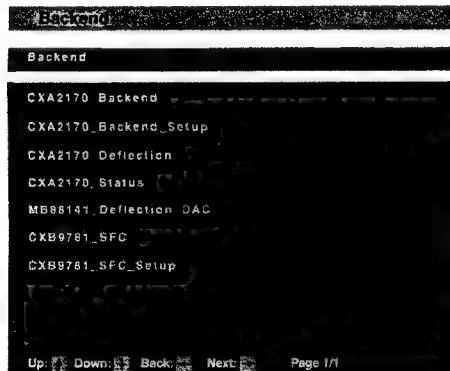 Backend
Backend
CXA2170 Backend
CXA2170_Backend_Setup
CXA2170 Deflection
CXA2170_Status
MB88141_Deflection DAC
CXB9781_SFC
CXB9781_SFC_Setup
Up: Down: Back: Next: Page 1/1